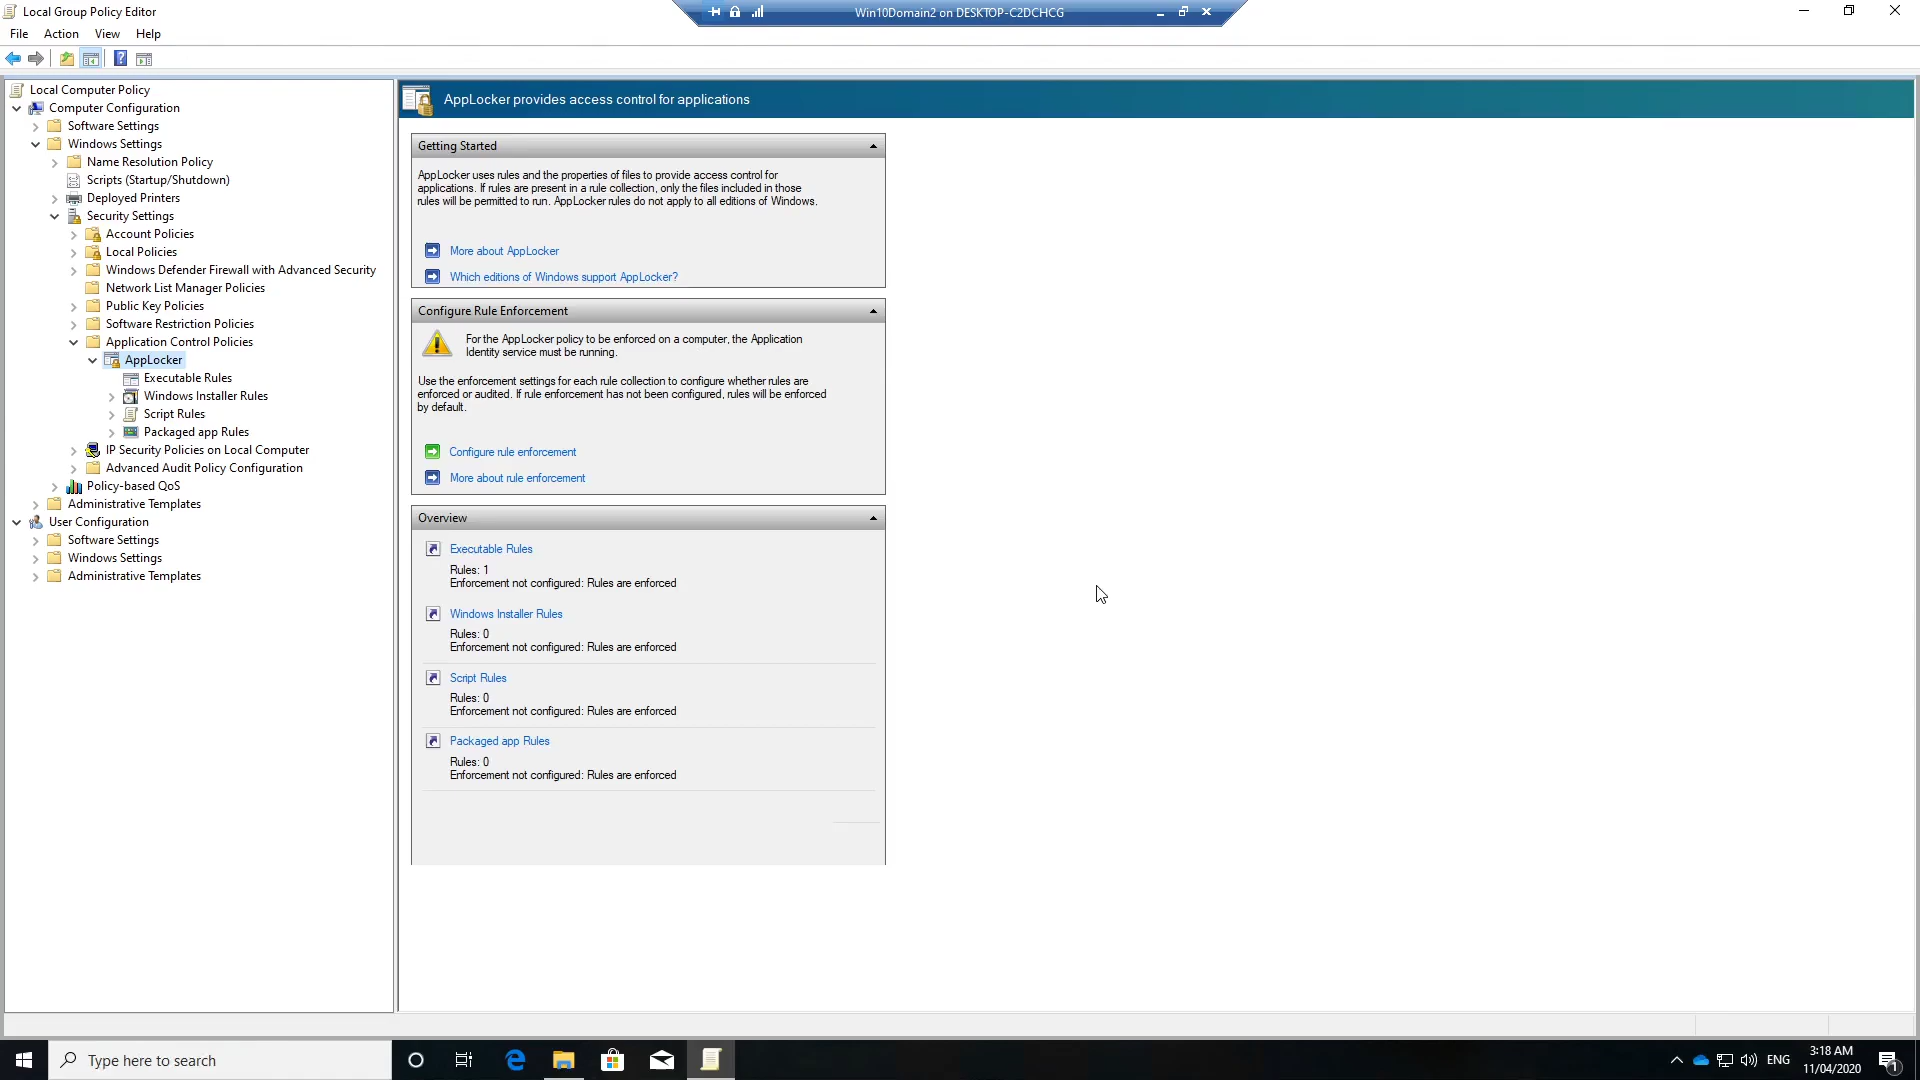 Local Group Policy Editor
Win10Domain2 on DESKTOP-C2DCHCG
File Action View Help
Local Computer Policy
Computer Configuration
Software Settings
Windows Settings
Name Resolution Policy
Scripts (Startup/Shutdown)
Deployed Printers
Security Settings
Account Policies
Local Policies
Windows Defender Firewall with Advanced Security
Network List Manager Policies
Public Key Policies
Software Restriction Policies
Application Control Policies
AppLocker
Executable Rules
Windows Installer Rules
Script Rules
Packaged app Rules
IP Security Policies on Local Computer
Advanced Audit Policy Configuration
Policy-based QoS
Administrative Templates
User Configuration
Software Settings
Windows Settings
Administrative Templates
AppLocker provides access control for applications
Getting Started
AppLocker uses rules and the properties of files to provide access control for
applications. If rules are present in a rule collection, only the files included in those
rules will be permitted to run. AppLocker rules do not apply to all editions of Windows.
More about AppLocker
Which editions of Windows support AppLocker?
Configure Rule Enforcement
For the AppLocker policy to be enforced on a computer, the Application
Identity service must be running.
Use the enforcement settings for each rule collection to configure whether rules are
enforced or audited. If rule enforcement has not been configured, rules will be enforced
by default.
Configure rule enforcement
More about rule enforcement
Overview
Executable Rules
Rules: 1
Enforcement not configured: Rules are enforced
Windows Installer Rules
Rules: 0
Enforcement not configured: Rules are enforced
Script Rules
Rules: 0
Enforcement not configured: Rules are enforced
Packaged app Rules
Rules: 0
Enforcement not configured: Rules are enforced
Type here to search
ENG
3:18 AM
11/04/2020
1